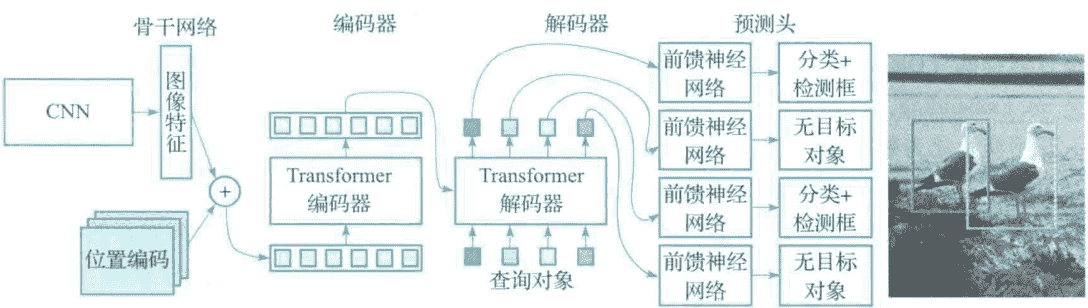 骨干网络
编码器
解码器
预测头
CNN
图像特征
+
位置编码
Transformer
编码器
Transformer
解码器
查询对象
前馈神经
网络
分类+
检测框
前馈神经
网络
无目标
对象
前馈神经
网络
分类+
检测框
前馈神经
网络
无目标
对象